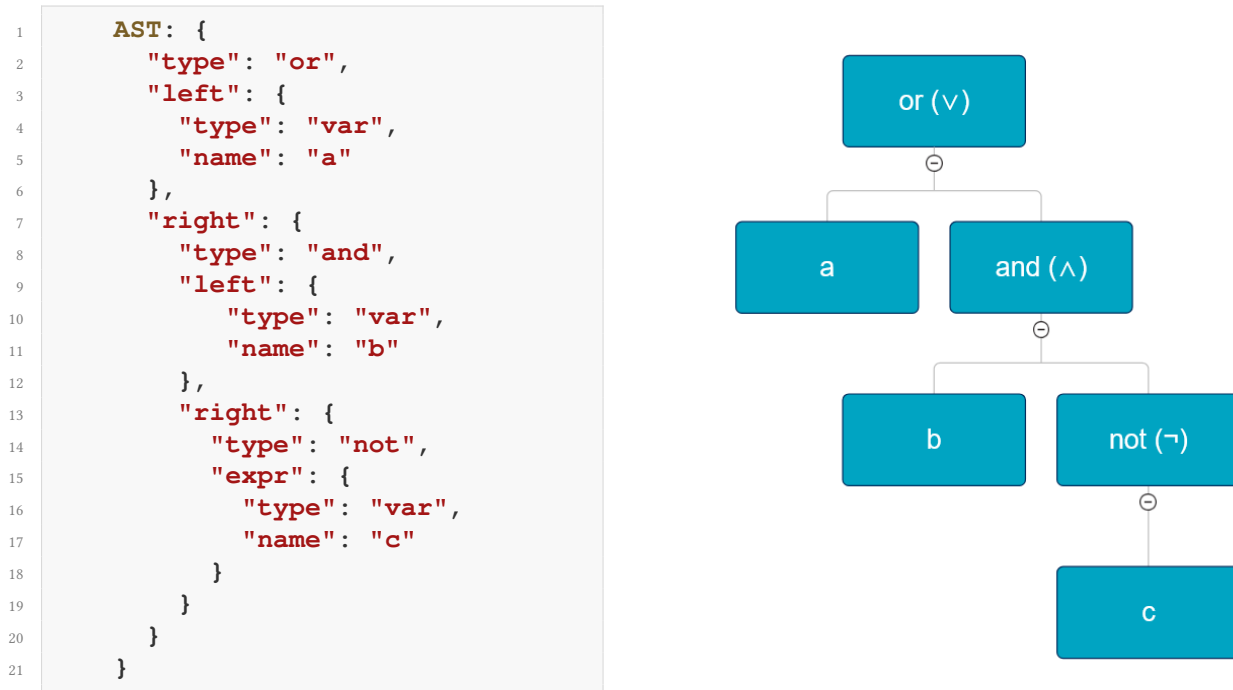 1 AST: {
2 "type": "or",
3 "left": {
4 "type": "var",
5 "name": "a"
6 },
7 "right": {
8 "type": "and",
9 "left": {
10 "type": "var",
11 "name": "b"
12 },
13 "right": {
14 "type": "not",
15 "expr": {
16 "type": "var",
17 "name": "c"
18 }
19 }
20 }
21 }
or (∨)
a and (∧)
b not (¬)
c